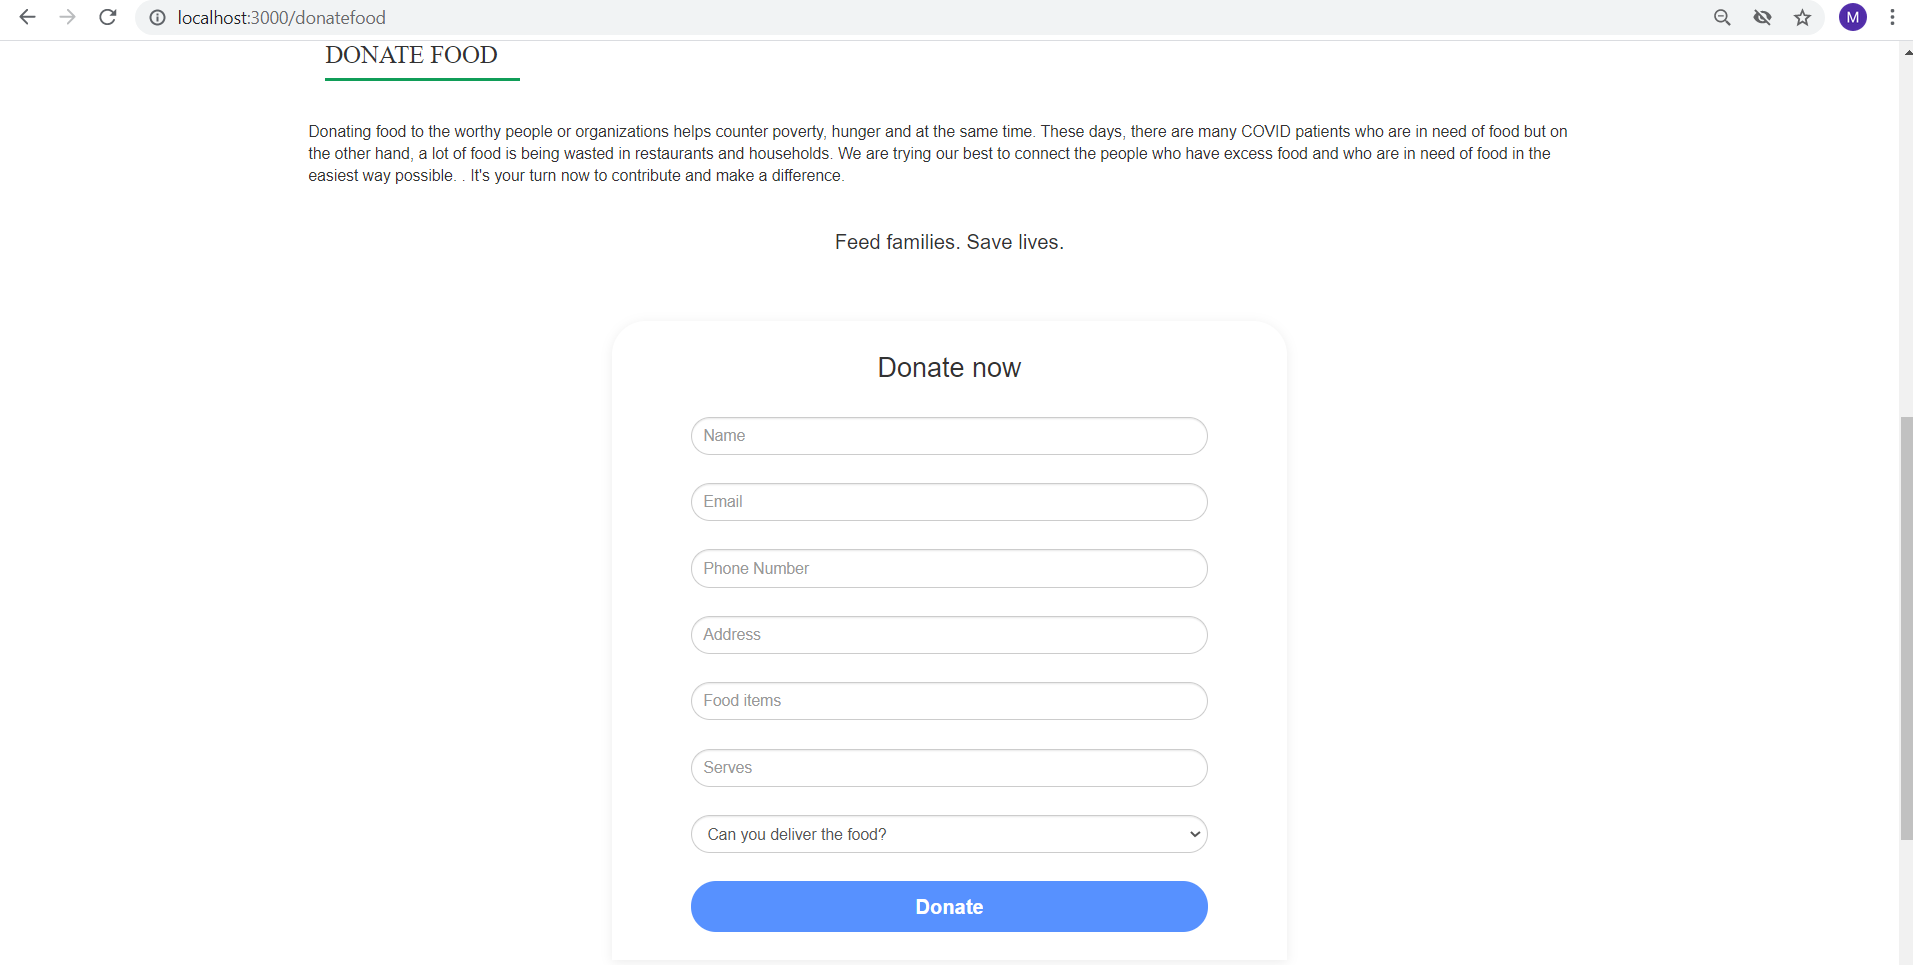 localhost:3000/donatefood
M
DONATE FOOD
Donating food to the worthy people or organizations helps counter poverty, hunger and at the same time. These days, there are many COVID patients who are in need of food but on
the other hand, a lot of food is being wasted in restaurants and households. We are trying our best to connect the people who have excess food and who are in need of food in the
easiest way possible. . It's your turn now to contribute and make a difference.
Feed families. Save lives.
Donate now
Name
Email
Phone Number
Address
Food items
Serves
Can you deliver the food?
Donate